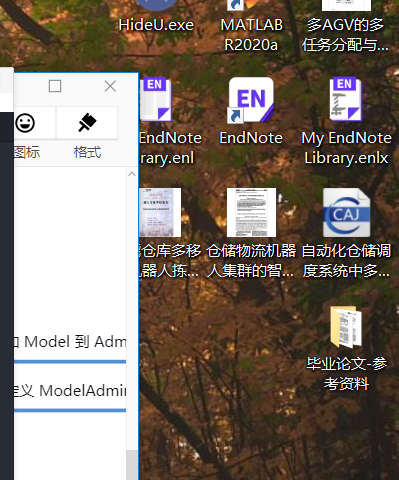 HideU.exe
MATLAB
R2020a
多AGV的多
任务分配与...
图标
格式
EndNote
rary.enl
EN
EndNote
EN
My EndNote
Library.enlx
仓库多移
器人拣...
仓储物流机器
人集群的智...
CAJ
自动化仓储调
度系统中多...
Model 到 Adm
定义 ModelAdmin
毕业论文-参
考资料